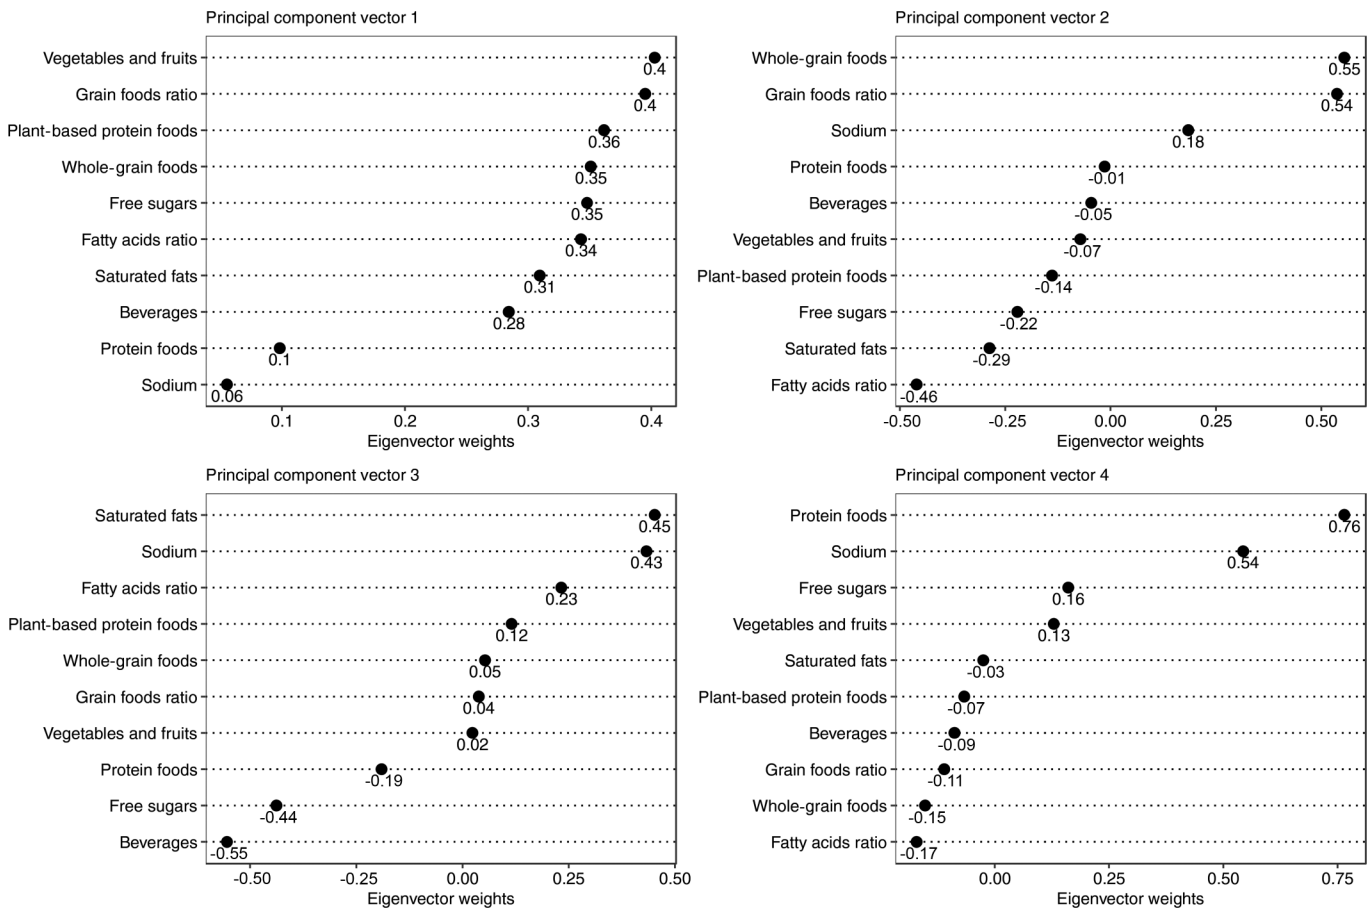 Principal component vector 1
Vegetables and fruits
0.4
Grain foods ratio
0.4
Plant-based protein foods
0.36
Whole-grain foods
0.35
Free sugars
0.35
Fatty acids ratio
0.34
Saturated fats
0.31
Beverages
0.28
Protein foods
0.1
Sodium
0.06
0.1 0.2 0.3 0.4
Eigenvector weights
Principal component vector 2
Whole-grain foods
0.55
Grain foods ratio
0.54
Sodium
0.18
Protein foods
-0.01
Beverages
-0.05
Vegetables and fruits
-0.07
Plant-based protein foods
-0.14
Free sugars
-0.22
Saturated fats
-0.29
Fatty acids ratio
-0.46
-0.50 -0.25 0.00 0.25 0.50
Eigenvector weights
Principal component vector 3
Saturated fats
0.45
Sodium
0.43
Fatty acids ratio
0.23
Plant-based protein foods
0.12
Whole-grain foods
0.05
Grain foods ratio
0.04
Vegetables and fruits
0.02
Protein foods
-0.19
Free sugars
-0.44
Beverages
-0.55
-0.50 -0.25 0.00 0.25 0.50
Eigenvector weights
Principal component vector 4
Protein foods
0.76
Sodium
0.54
Free sugars
0.16
Vegetables and fruits
0.13
Saturated fats
-0.03
Plant-based protein foods
-0.07
Beverages
-0.09
Grain foods ratio
-0.11
Whole-grain foods
-0.15
Fatty acids ratio
-0.17
0.00 0.25 0.50 0.75
Eigenvector weights